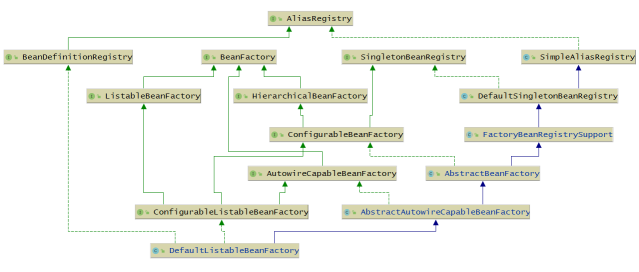 AliasRegistry
BeanDefinitionRegistry
BeanFactory
SingletonBeanRegistry
SimpleAliasRegistry
ListableBeanFactory
HierarchicalBeanFactory
DefaultSingletonBeanRegistry
ConfigurableBeanFactory
FactoryBeanRegistrySupport
AutowireCapableBeanFactory
AbstractBeanFactory
ConfigurableListableBeanFactory
AbstractAutowireCapableBeanFactory
DefaultListableBeanFactory